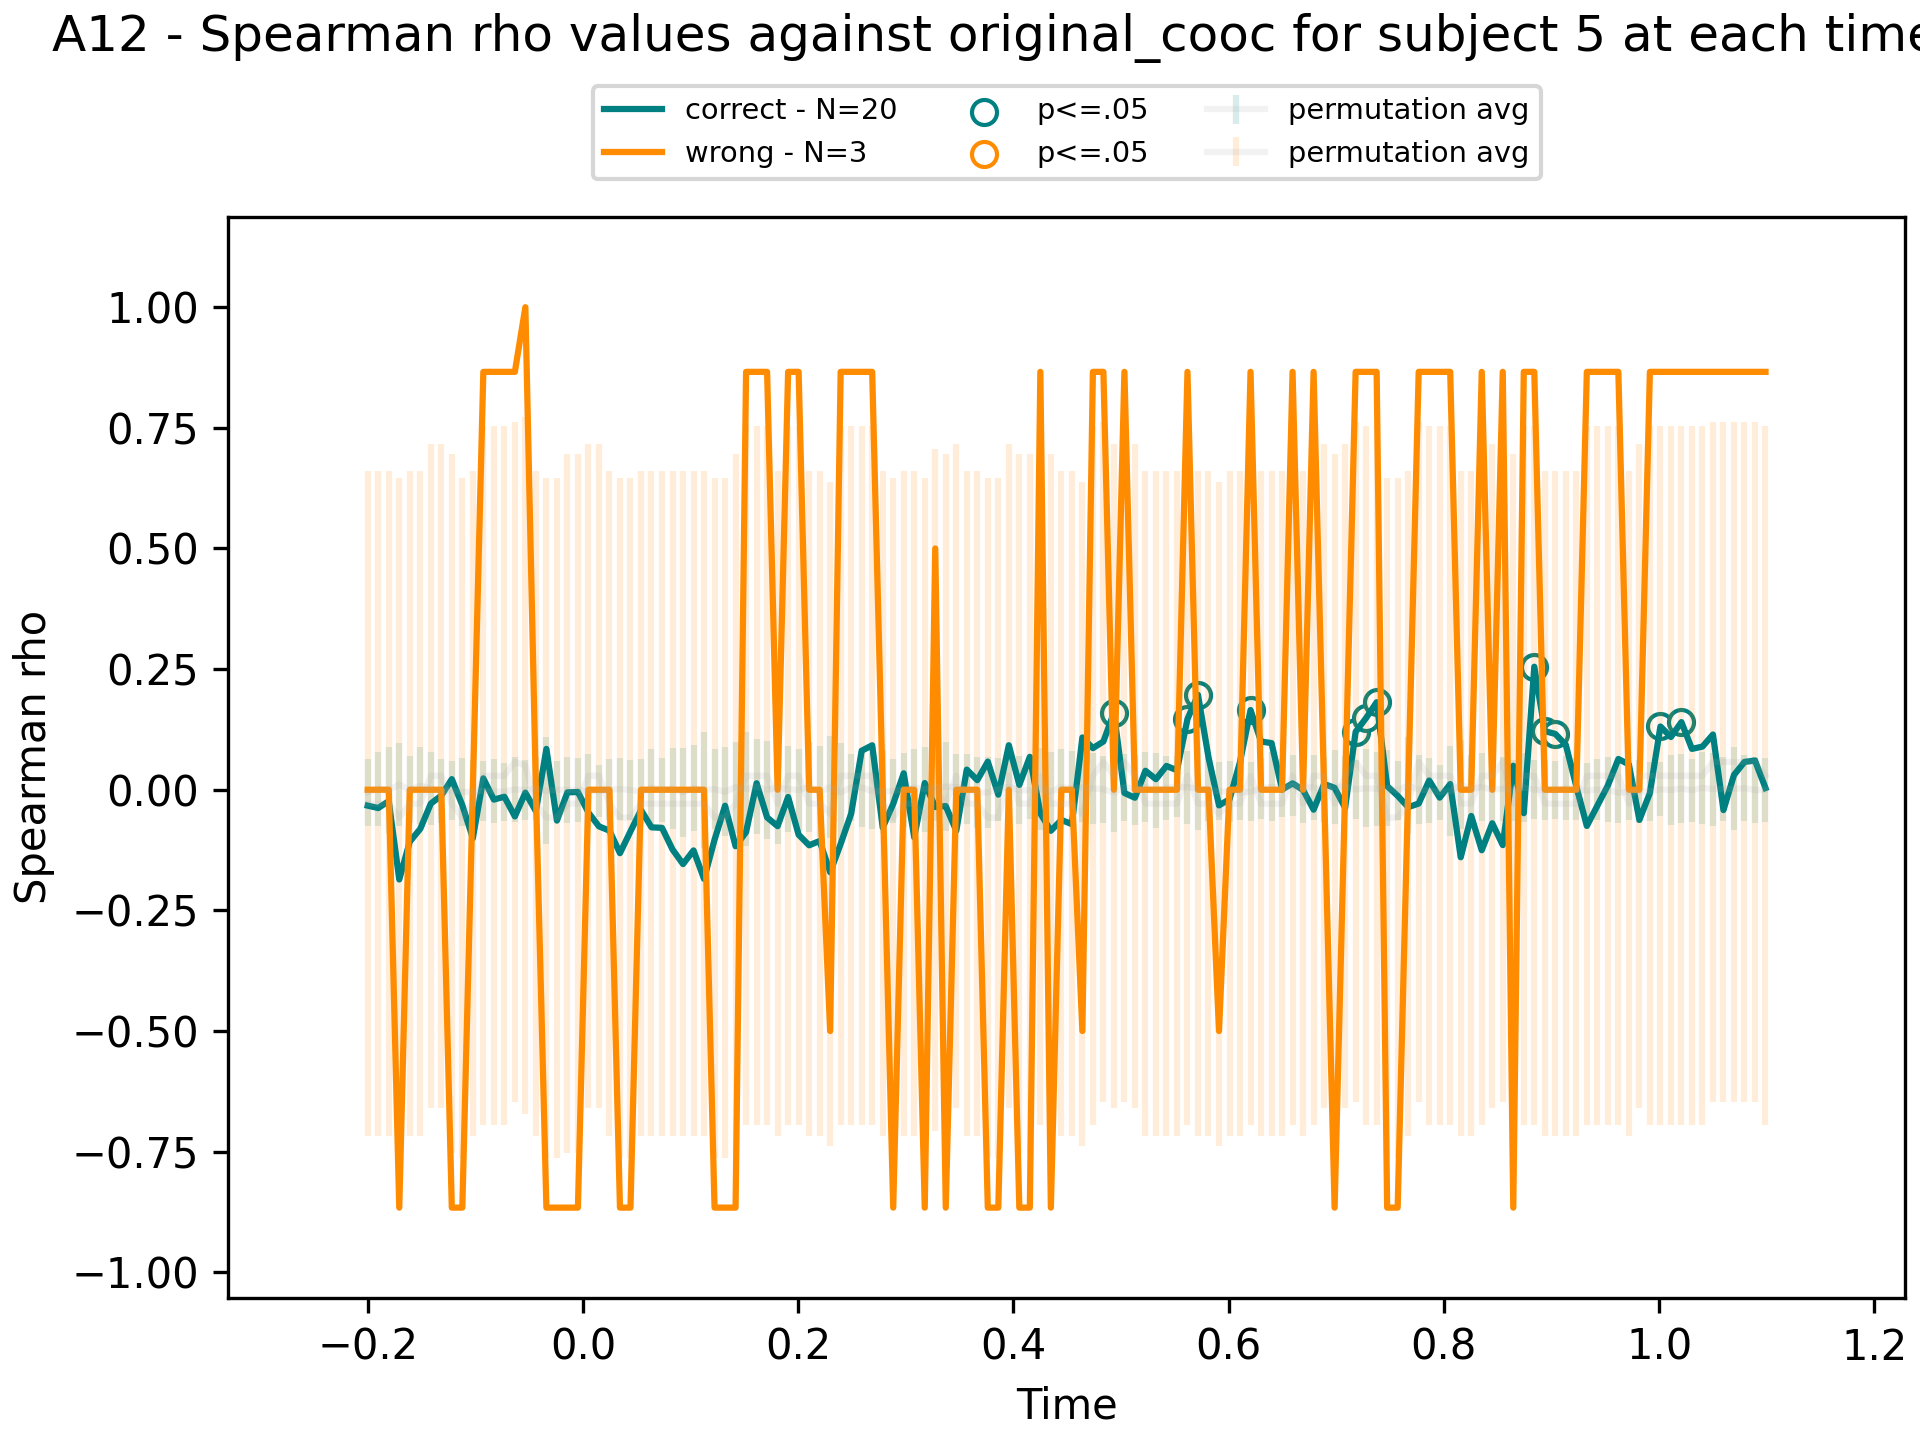 A12 - Spearman rho values against original_cooc for subject 5 at each time
correct - N=20
wrong - N=3
p<=.05
p<=.05
permutation avg
permutation avg
1.00
0.75
0.50
0.25
0.00
−0.25
−0.50
−0.75
−1.00
Spearman rho
−0.2
0.0
0.2
0.4
0.6
0.8
1.0
1.2
Time